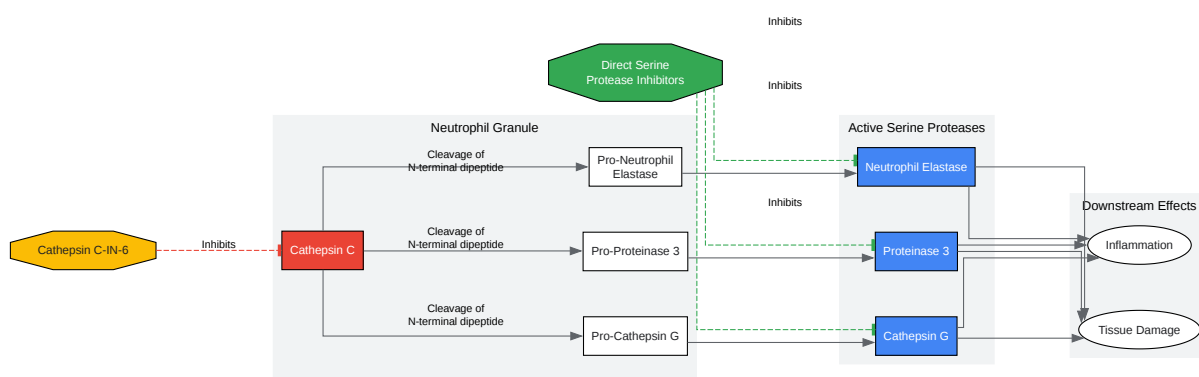 Inhibits
Direct Serine
Protease Inhibitors
Inhibits
Neutrophil Granule
Active Serine Proteases
Cleavage of
N-terminal dipeptide
Pro-Neutrophil
Elastase
Neutrophil Elastase
Inhibits
Downstream Effects
Cathepsin C-IN-6
Inhibits
Cathepsin C
Cleavage of
N-terminal dipeptide
Pro-Proteinase 3
Proteinase 3
Inflammation
Cleavage of
N-terminal dipeptide
Pro-Cathepsin G
Cathepsin G
Tissue Damage